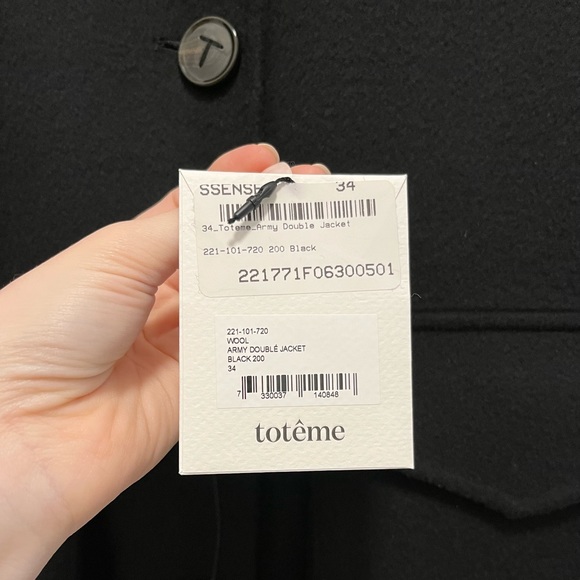 T
SSENSE 34
34_Toteme_Army Double Jacket
221-101-720 200 Black
221771F06300501
221-101-720
WOOL
ARMY DOUBLÉ JACKET
BLACK 200
34
7 330037 140848
totême